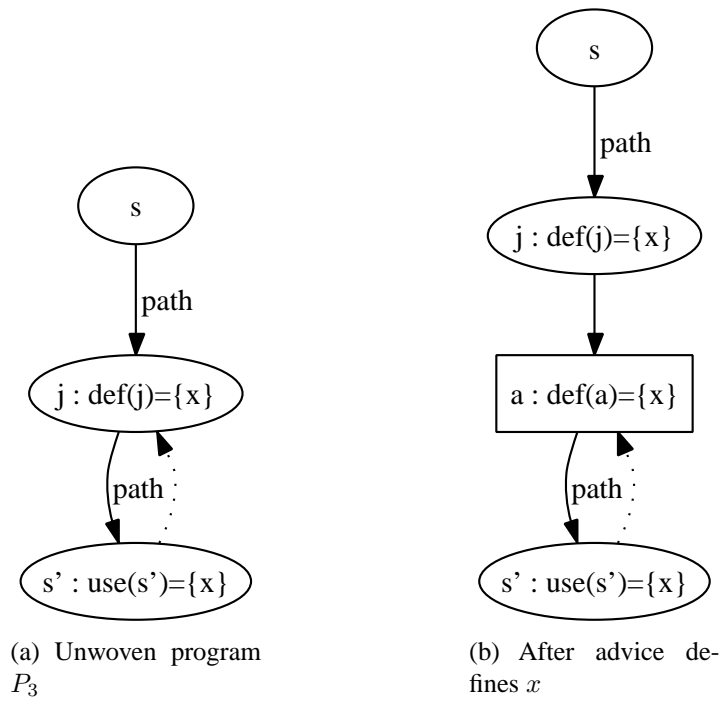 s
path
j : def(j)={x}
path
s’ : use(s’)={x}
(a) Unwoven program
P3
s
path
j : def(j)={x}
a : def(a)={x}
path
s’ : use(s’)={x}
(b) After advice de-
fines x